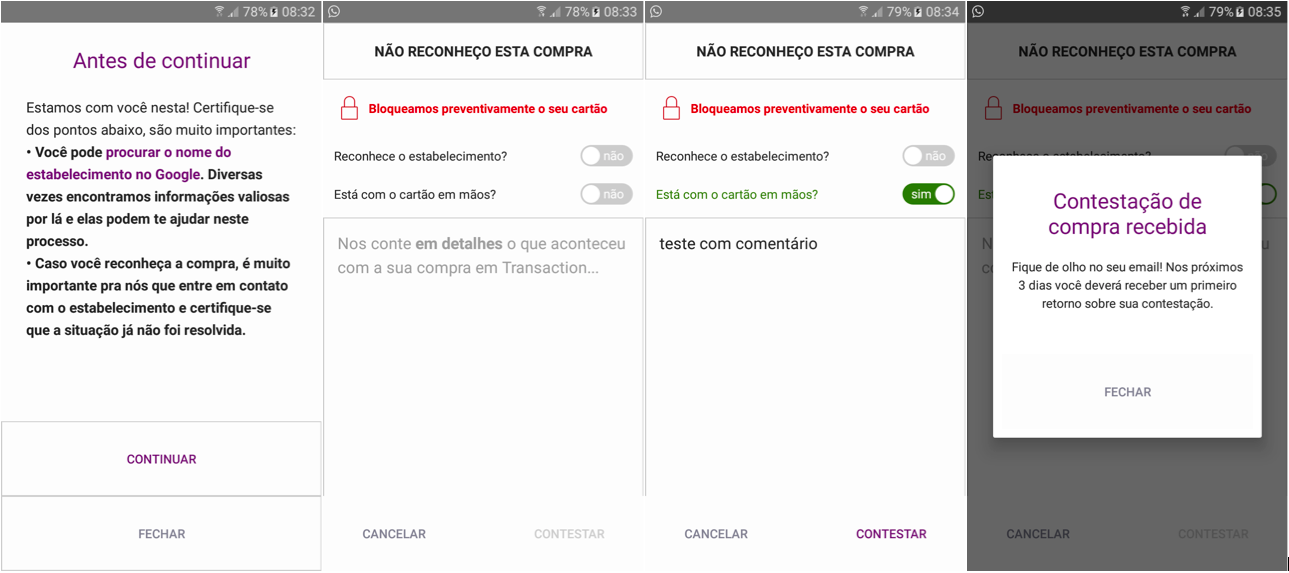 78% 08:32
Antes de continuar
Estamos com você nesta! Certifique-se
dos pontos abaixo, são muito importantes:
• Você pode procurar o nome do
estabelecimento no Google. Diversas
vezes encontramos informações valiosas
por lá e elas podem te ajudar neste
processo.
• Caso você reconheça a compra, é muito
importante pra nós que entre em contato
com o estabelecimento e certifique-se
que a situação já não foi resolvida.
CONTINUAR
FECHAR
78% 08:33
NÃO RECONHEÇO ESTA COMPRA
Bloqueamos preventivamente o seu cartão
Reconhece o estabelecimento? não
Está com o cartão em mãos? não
Nos conte em detalhes o que aconteceu
com a sua compra em Transaction...
CANCELAR CONTESTAR
79% 08:34
NÃO RECONHEÇO ESTA COMPRA
Bloqueamos preventivamente o seu cartão
Reconhece o estabelecimento? não
Está com o cartão em mãos? sim
teste com comentário
CANCELAR CONTESTAR
79% 08:35
NÃO RECONHEÇO ESTA COMPRA
Bloqueamos preventivamente o seu cartão
Contestação de
compra recebida
Fique de olho no seu email! Nos próximos
3 dias você deverá receber um primeiro
retorno sobre sua contestação.
FECHAR
CANCELAR CONTESTAR